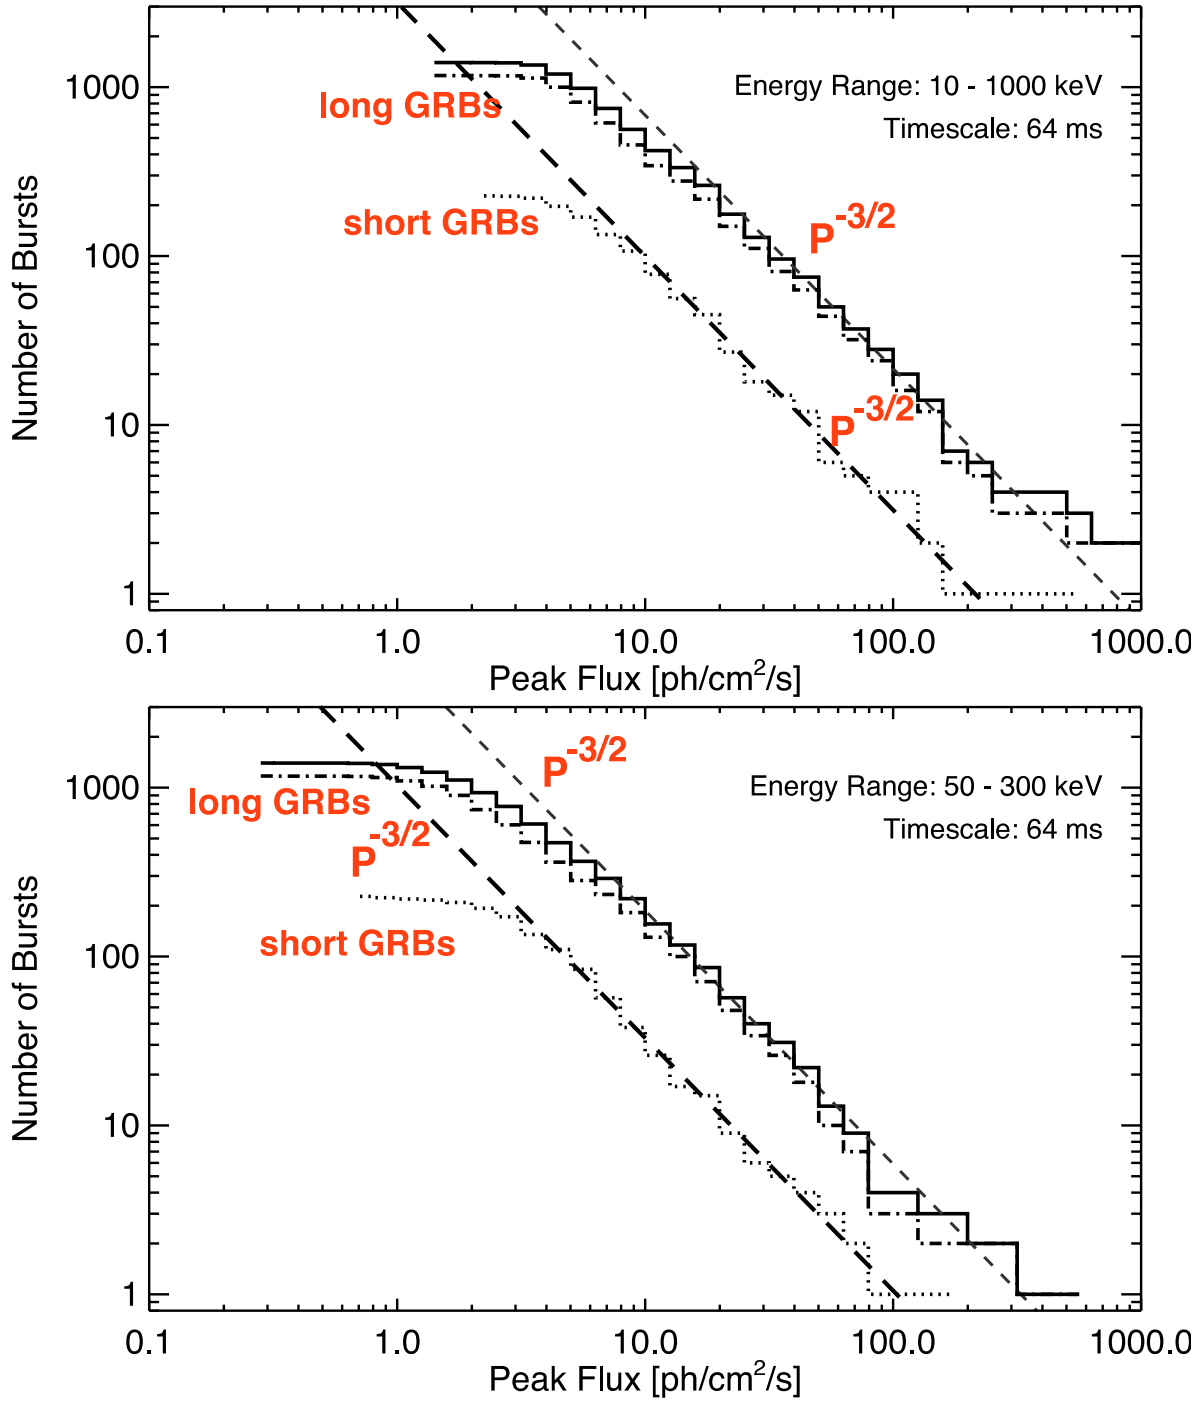 Energy Range: 10 - 1000 keV
Timescale: 64 ms
long GRBs
short GRBs
P^-3/2
P^-3/2
Number of Bursts
1000
100
10
1
0.1 1.0 10.0 100.0 1000.0
Peak Flux [ph/cm²/s]
P^-3/2
Energy Range: 50 - 300 keV
Timescale: 64 ms
long GRBs
P^-3/2
short GRBs
Number of Bursts
1000
100
10
1
0.1 1.0 10.0 100.0 1000.0
Peak Flux [ph/cm²/s]